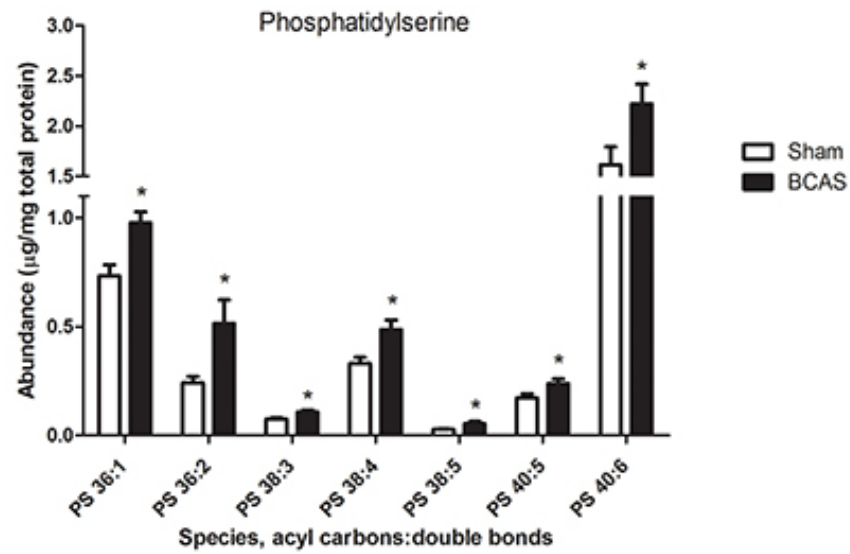 Phosphatidylserine
Abundance (µg/mg total protein)
3.0
2.5
2.0
1.5
1.0
0.5
0.0
*
*
*
*
*
*
*
Sham
BCAS
PS 36:1
PS 36:2
PS 38:3
PS 38:4
PS 38:5
PS 40:5
PS 40:6
Species, acyl carbons:double bonds